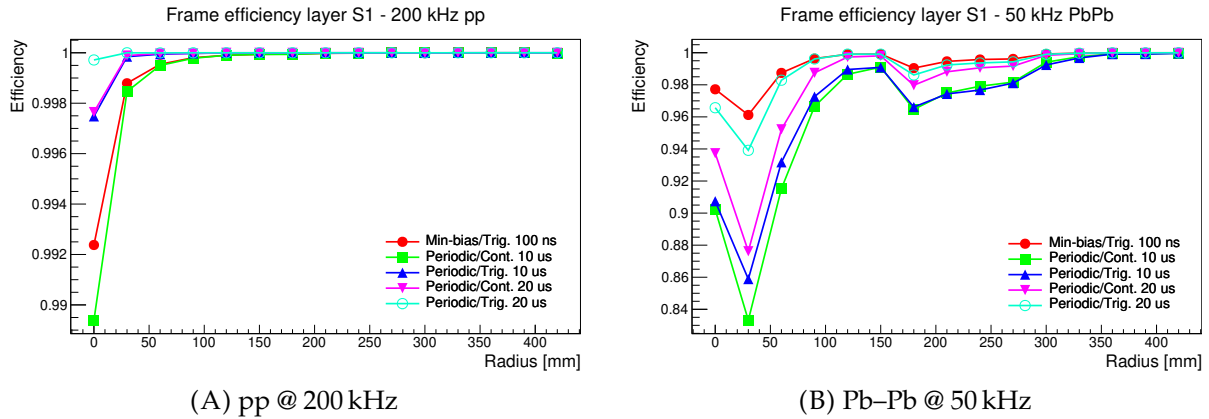 Frame efficiency layer S1 - 200 kHz pp
Efficiency
1
0.998
0.996
0.994
0.992
0.99
Min-bias/Trig. 100 ns
Periodic/Cont. 10 us
Periodic/Trig. 10 us
Periodic/Cont. 20 us
Periodic/Trig. 20 us
0 50 100 150 200 250 300 350 400
Radius [mm]
(A) pp @ 200 kHz
Frame efficiency layer S1 - 50 kHz PbPb
Efficiency
1
0.98
0.96
0.94
0.92
0.9
0.88
0.86
0.84
Min-bias/Trig. 100 ns
Periodic/Cont. 10 us
Periodic/Trig. 10 us
Periodic/Cont. 20 us
Periodic/Trig. 20 us
0 50 100 150 200 250 300 350 400
Radius [mm]
(B) Pb–Pb @ 50 kHz